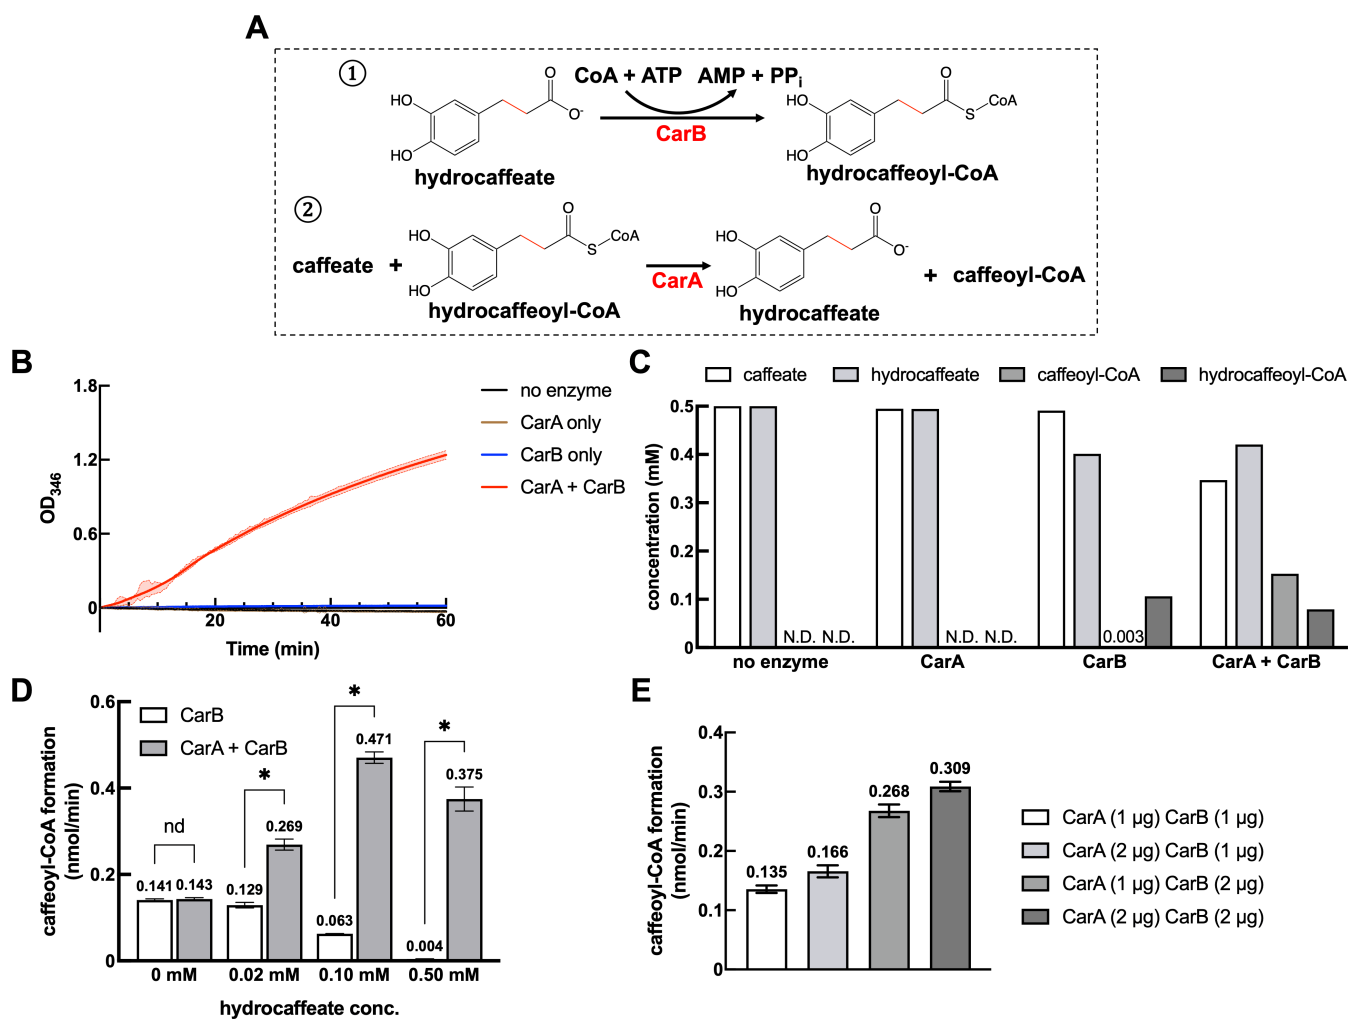 A
①
CoA + ATP AMP + PPi
HO
HO
O
O-
CarB
HO
HO
O
S
CoA
hydrocaffeate
hydrocaffeoyl-CoA
②
caffeate +
HO
HO
O
S
CoA
CarA
HO
HO
O
O-
+ caffeoyl-CoA
hydrocaffeoyl-CoA
hydrocaffeate
B
OD346
1.8
1.2
0.6
0
20
40
60
Time (min)
no enzyme
CarA only
CarB only
CarA + CarB
C
caffeate
hydrocaffeate
caffeoyl-CoA
hydrocaffeoyl-CoA
concentration (mM)
0.5
0.4
0.3
0.2
0.1
0
N.D. N.D.
N.D. N.D.
0.003
no enzyme
CarA
CarB
CarA + CarB
D
caffeoyl-CoA formation
(nmol/min)
0.6
0.4
0.2
0
CarB
CarA + CarB
nd
*
*
*
0.141
0.143
0.129
0.269
0.063
0.471
0.004
0.375
0 mM
0.02 mM
0.10 mM
0.50 mM
hydrocaffeate conc.
E
caffeoyl-CoA formation
(nmol/min)
0.4
0.3
0.2
0.1
0
0.135
0.166
0.268
0.309
CarA (1 µg) CarB (1 µg)
CarA (2 µg) CarB (1 µg)
CarA (1 µg) CarB (2 µg)
CarA (2 µg) CarB (2 µg)